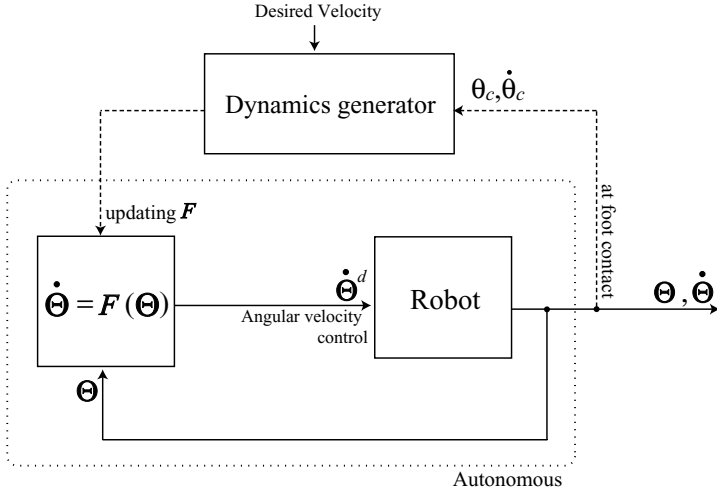 Desired Velocity
Dynamics generator
θc, θ̇c
at foot contact
updating F
Θ̇ = F (Θ)
Θ̇ᵈ
Angular velocity
control
Robot
Θ , Θ̇
Θ
Autonomous